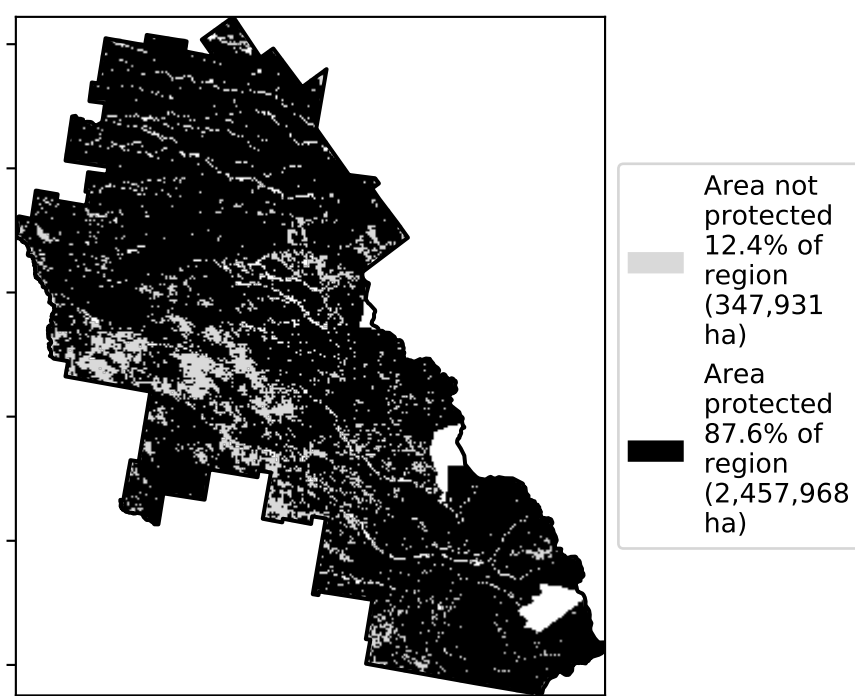 Area not
protected
12.4% of
region
(347,931
ha)
Area
protected
87.6% of
region
(2,457,968
ha)